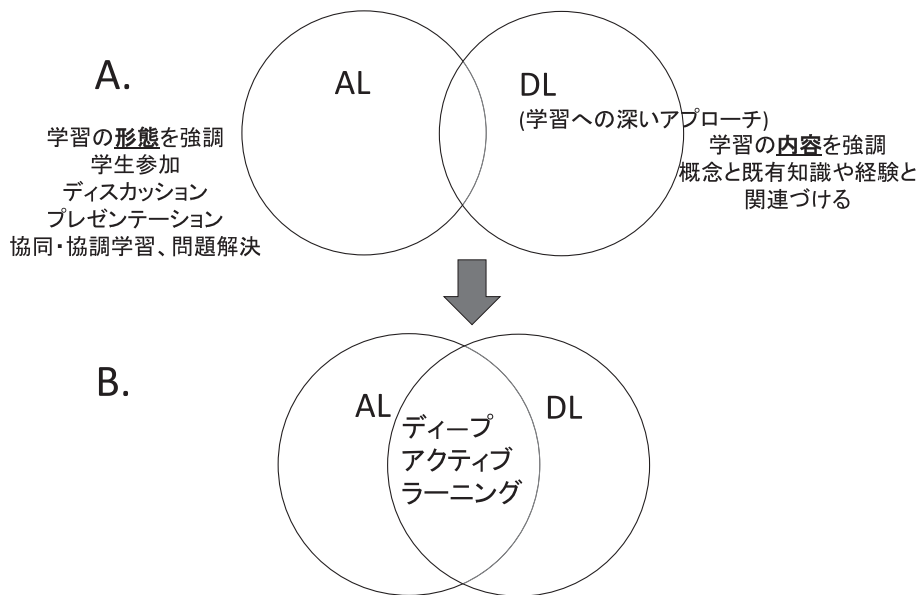 A.
AL
学習の形態を強調
学生参加
ディスカッション
プレゼンテーション
協同・協調学習、問題解決
DL
(学習への深いアプローチ)
学習の内容を強調
概念と既有知識や経験と
関連づける
B.
AL
ディープ
アクティブ
ラーニング
DL